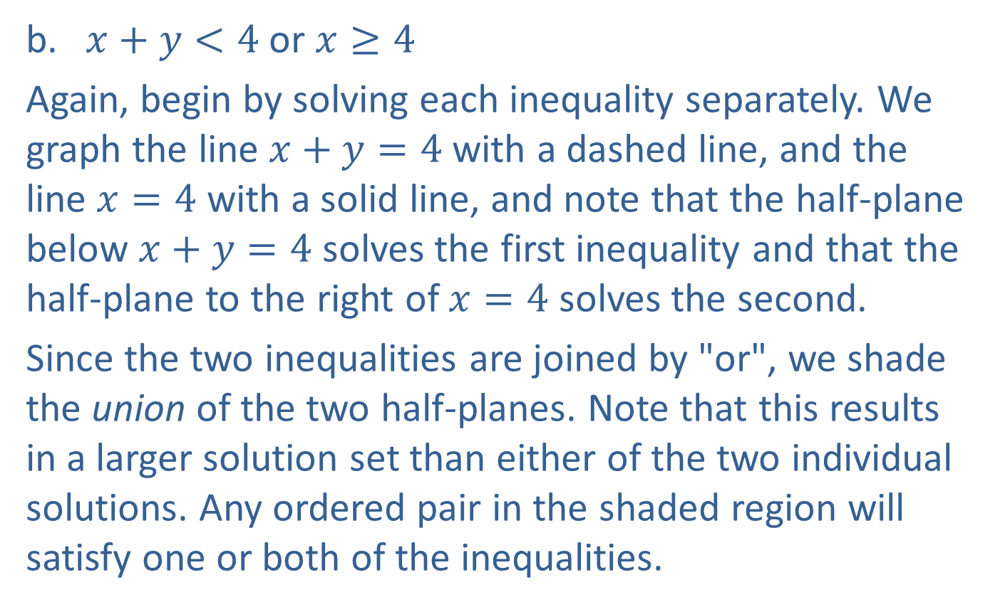 b. x + y < 4 or x ≥ 4
Again, begin by solving each inequality separately. We
graph the line x + y = 4 with a dashed line, and the
line x = 4 with a solid line, and note that the half-plane
below x + y = 4 solves the first inequality and that the
half-plane to the right of x = 4 solves the second.
Since the two inequalities are joined by "or", we shade
the union of the two half-planes. Note that this results
in a larger solution set than either of the two individual
solutions. Any ordered pair in the shaded region will
satisfy one or both of the inequalities.